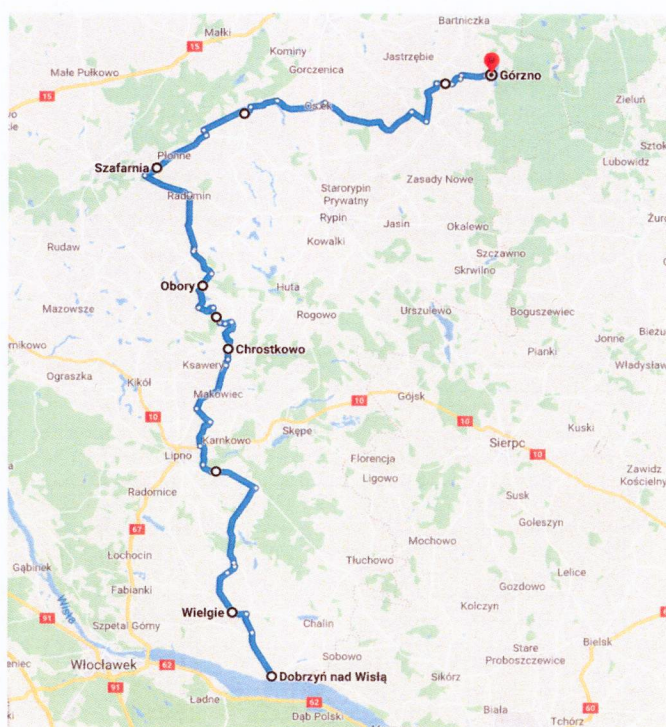 Bartniczka
Małki
15
Kominy
Jastrzębie
Górzno
Małe Pułkowo
Gorczenica
Zieluń
15
Osiek
Szafarnia
Płonne
Lubowidz
Radomin
Starorypin
Prywatny
Zasady Nowe
Rypin
Jasin
Okalewo
Rudaw
Kowalki
Szczawno
Skrwilno
Obory
Huta
Mazowsze
Rogowo
Urszulewo
Boguszewiec
Jonne
Chrostkowo
Pianki
Ksawery
Ograszka
Kikół
Makowiec
10
Gójsk
10
10
Skępe
Karnkowo
Kuski
Sierpc
Lipno
Florencja
10
Zawidz
Kościelny
Radomice
Ligowo
Susk
67
Goleszyn
Mochowo
Łochocin
Tłuchowo
Gąbinek
Lelice
Fabianki
Gozdowo
Wisła
Kolczyn
91
Szpetal Górny
Wielgie
Chalin
Stare
Proboszczewice
Bielsk
Włocławek
62
Sobowo
91
Dobrzyń nad Wisłą
Sikórz
Ładne
62
Biała
60
Dąb Polski
Tchórz